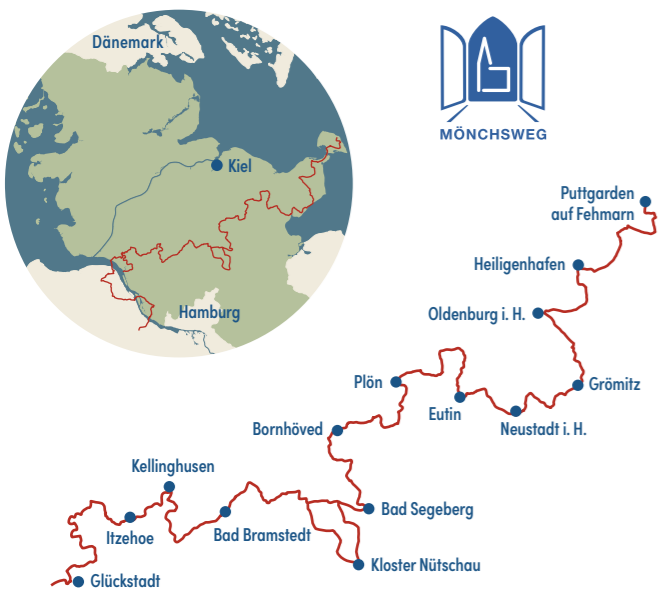 Dänemark
Kiel
Hamburg
MÖNCHSWEG
Puttgarden
auf Fehmarn
Heiligenhafen
Oldenburg i. H.
Grömitz
Plön
Eutin
Neustadt i. H.
Bornhöved
Kellinghusen
Bad Segeberg
Itzehoe
Bad Bramstedt
Kloster Nütschau
Glückstadt